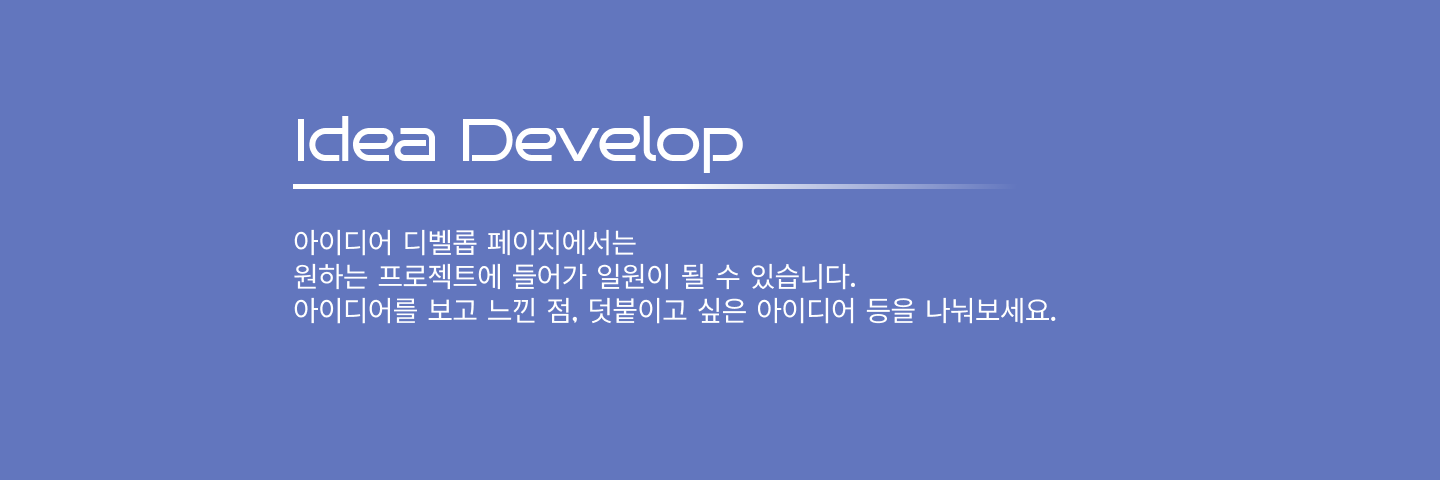 Idea Develop
아이디어 디벨롭 페이지에서는
원하는 프로젝트에 들어가 일원이 될 수 있습니다.
아이디어를 보고 느낀 점, 덧붙이고 싶은 아이디어 등을 나눠보세요.